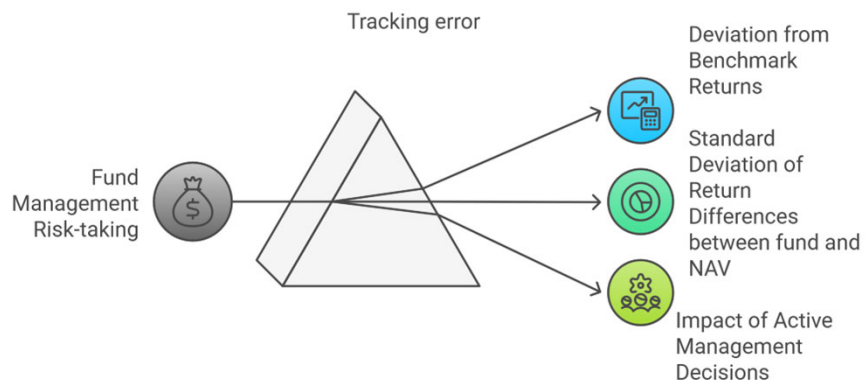 Tracking error
Fund
Management
Risk-taking
$
Deviation from
Benchmark
Returns
Standard
Deviation of
Return
Differences
between fund and
NAV
Impact of Active
Management
Decisions